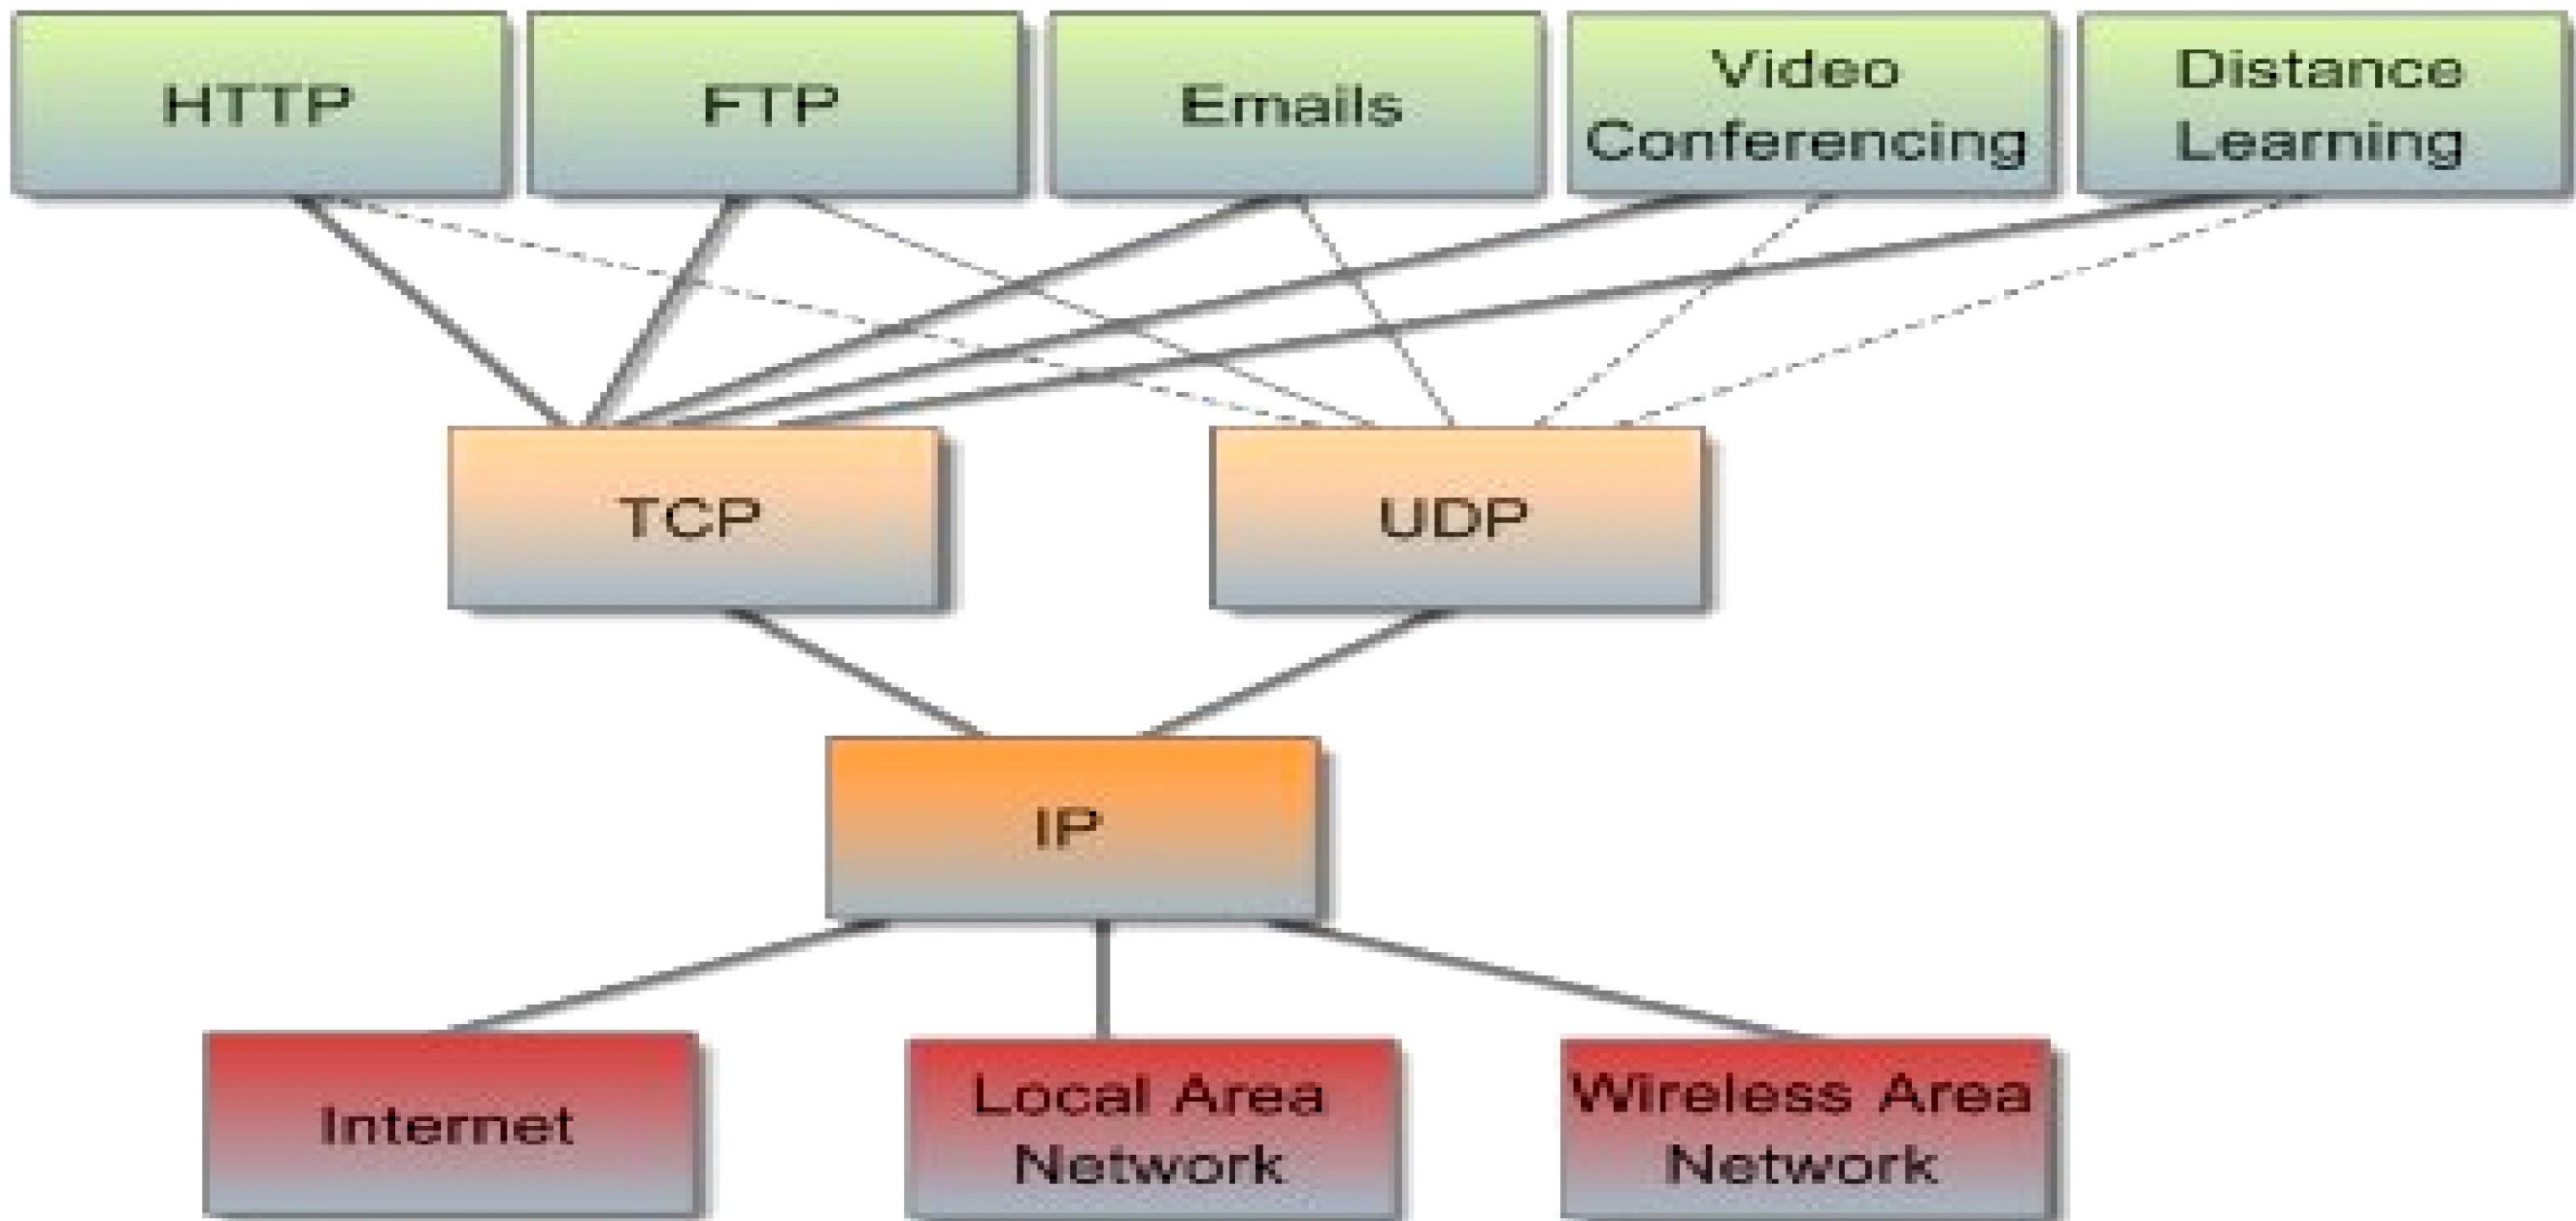 HTTP
FTP
Emails
Video
Conferencing
Distance
Learning
TCP
UDP
IP
Internet
Local Area
Network
Wireless Area
Network